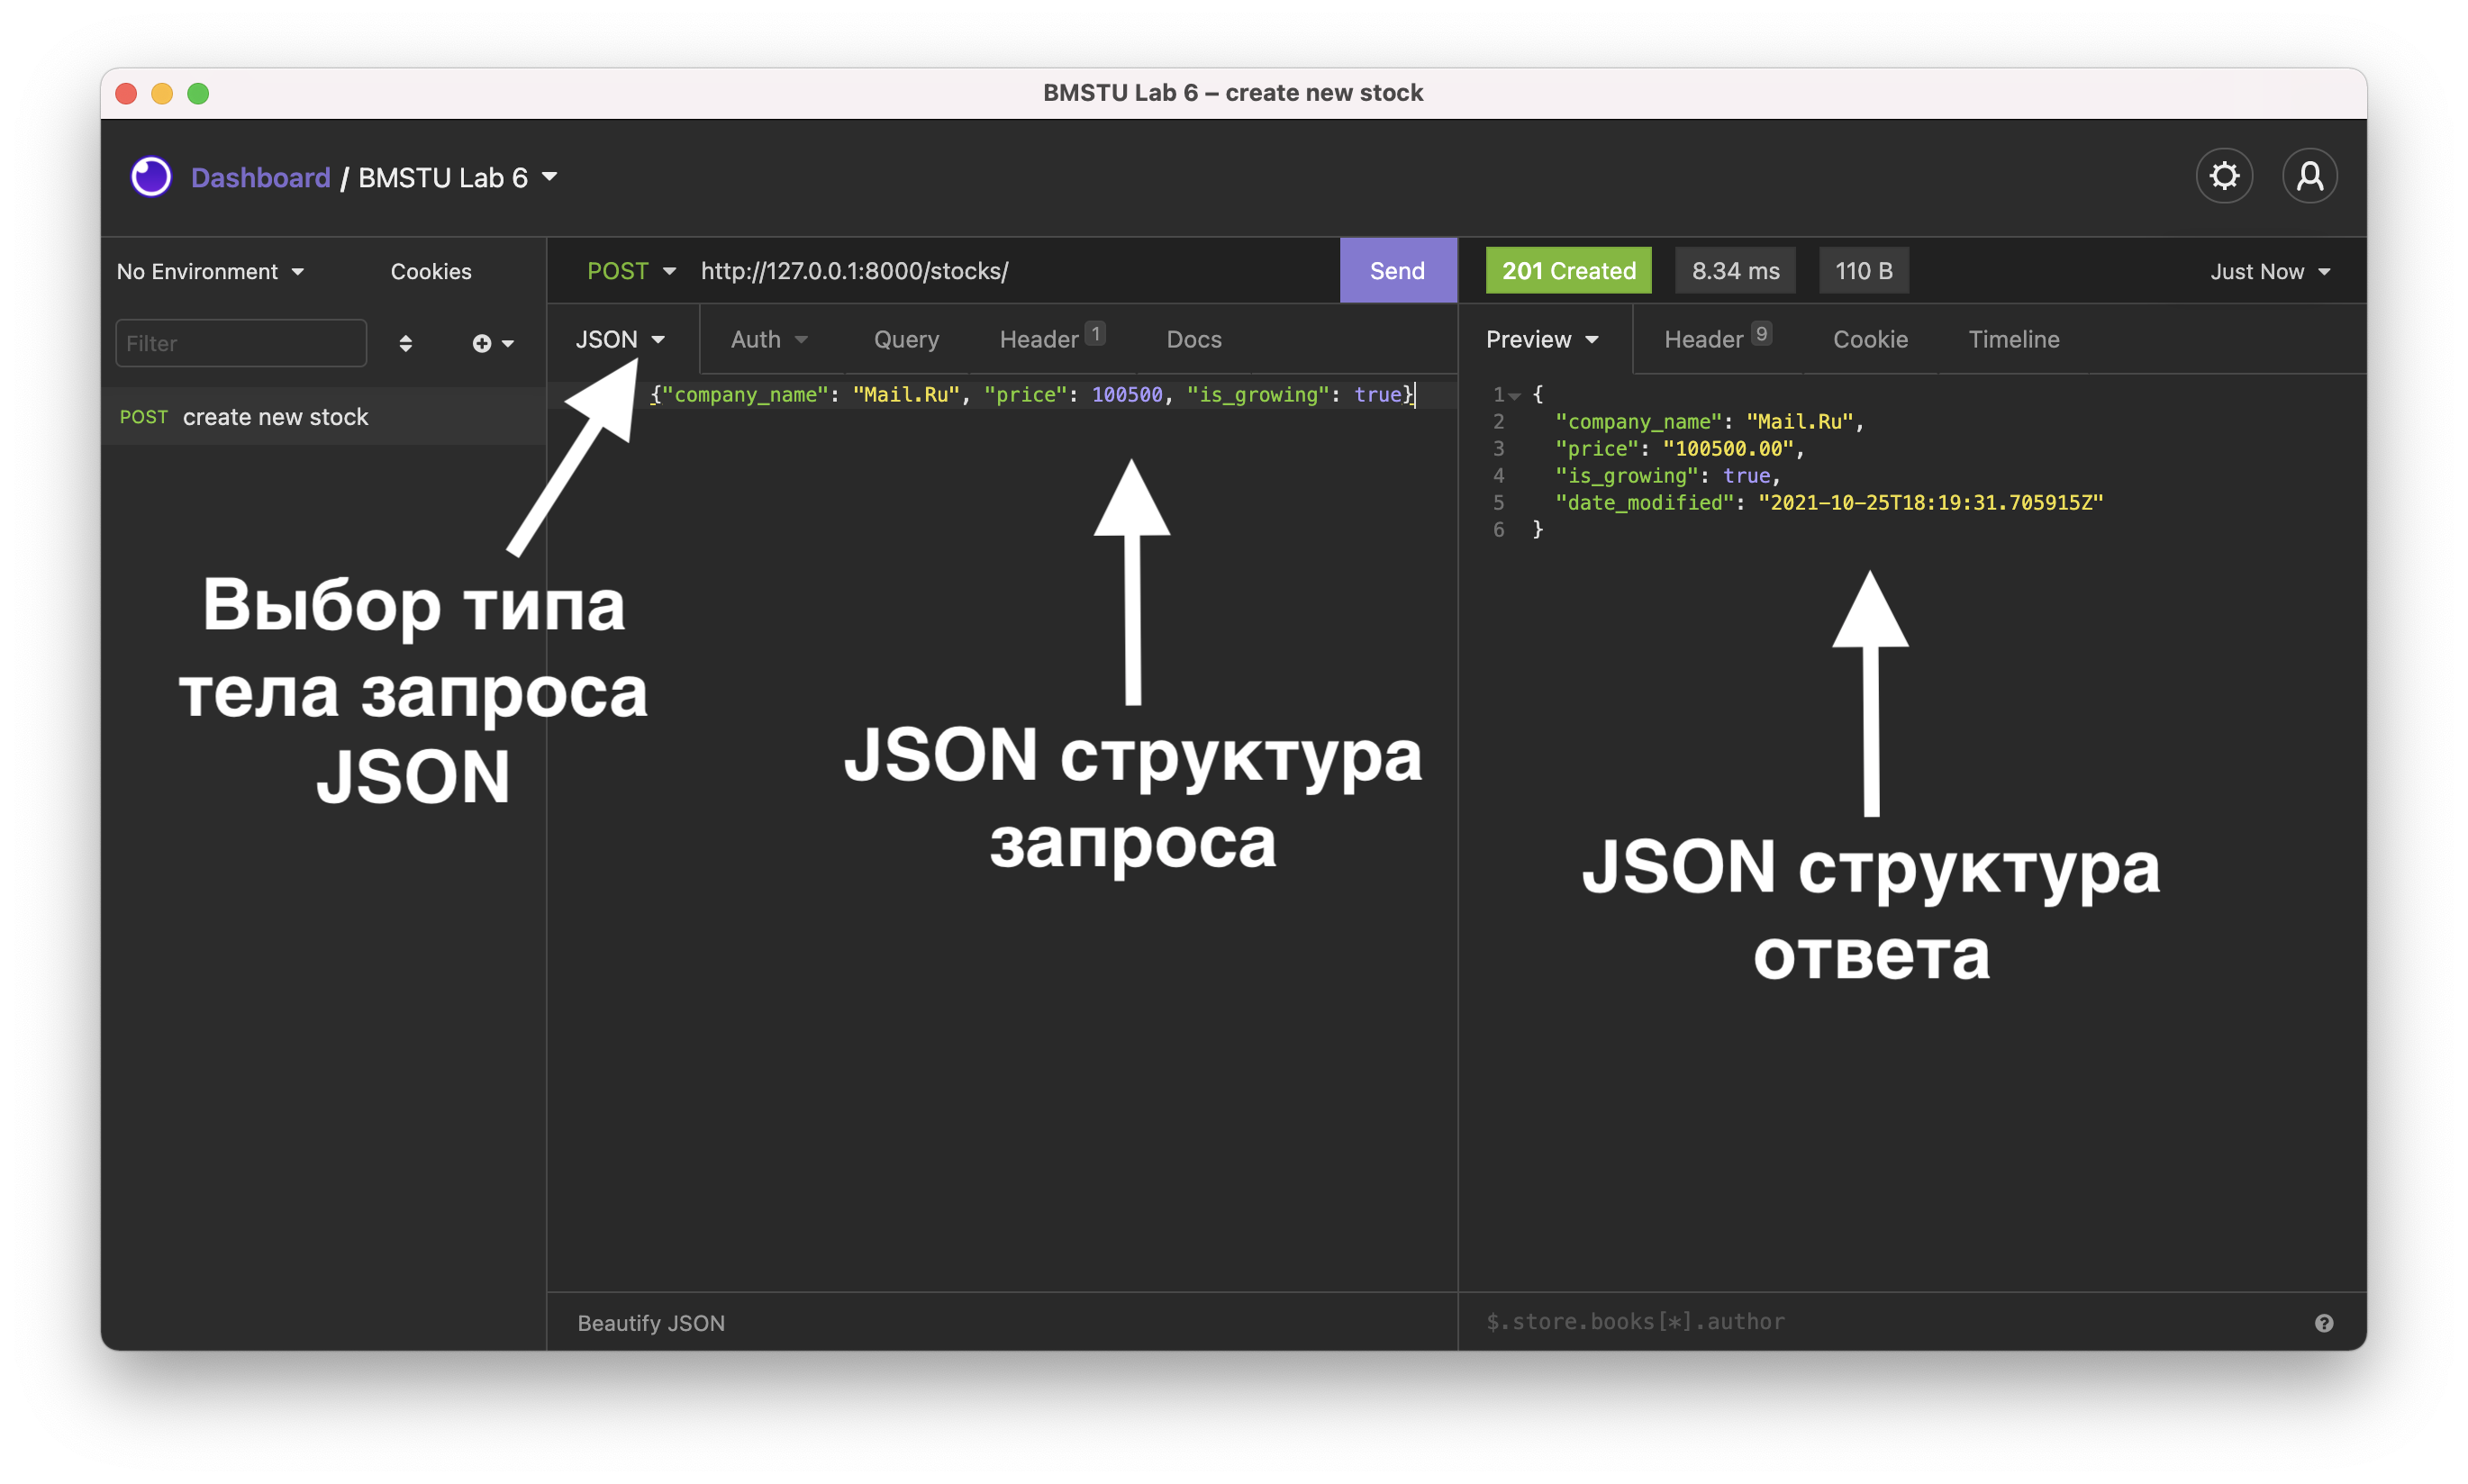 BMSTU Lab 6 – create new stock
Dashboard / BMSTU Lab 6
No Environment Cookies
Filter
POST create new stock
POST http://127.0.0.1:8000/stocks/ Send
JSON Auth Query Header 1 Docs
{"company_name": "Mail.Ru", "price": 100500, "is_growing": true}
Выбор типа
тела запроса
JSON
JSON структура
запроса
Beautify JSON
201 Created 8.34 ms 110 B Just Now
Preview Header 9 Cookie Timeline
1 {
2 "company_name": "Mail.Ru",
3 "price": "100500.00",
4 "is_growing": true,
5 "date_modified": "2021-10-25T18:19:31.705915Z"
6 }
JSON структура
ответа
$.store.books[*].author ?